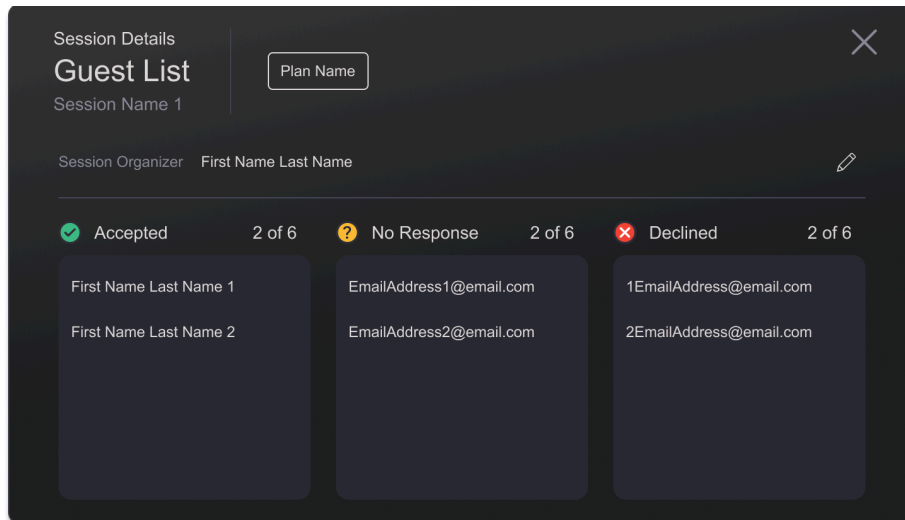 Session Details
Guest List
Session Name 1
Plan Name
Session Organizer First Name Last Name
Accepted 2 of 6
First Name Last Name 1
First Name Last Name 2
? No Response 2 of 6
EmailAddress1@email.com
EmailAddress2@email.com
Declined 2 of 6
1EmailAddress@email.com
2EmailAddress@email.com